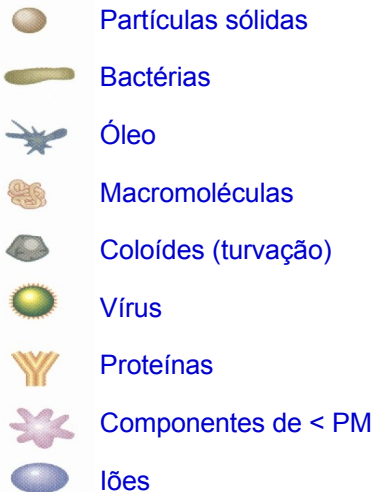 Partículas sólidas
Bactérias
Óleo
Macromoléculas
Coloídes (turvação)
Vírus
Proteínas
Componentes de < PM
Iões